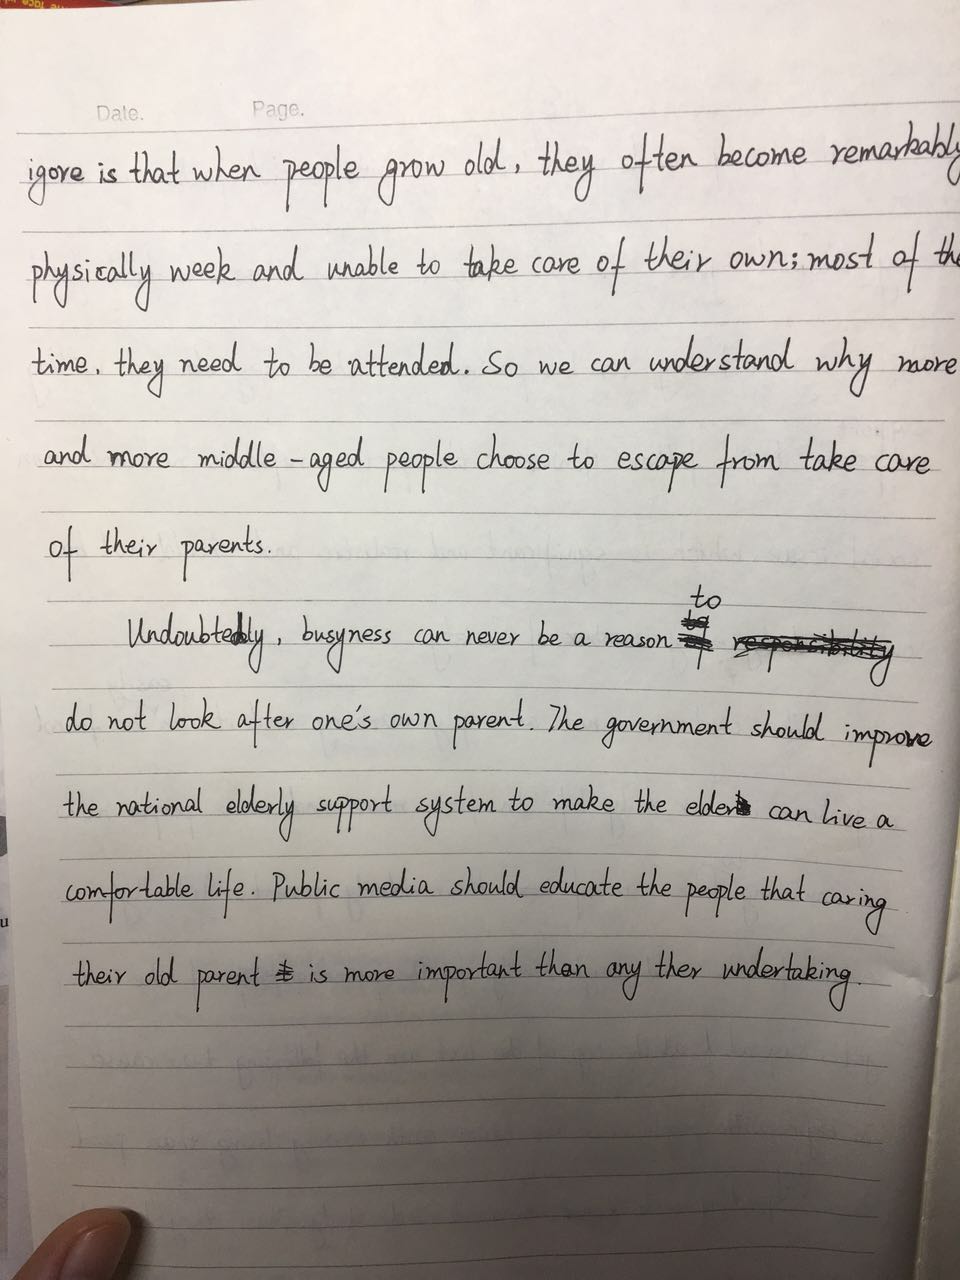 Date. Page.
igore is that when people grow old, they often become remarkably
physically week and unable to take care of their own; most of the
time, they need to be attended. So we can understand why more
and more middle-aged people choose to escape from take care
of their parents.
to
Undoubtedly, busyness can never be a reason
do not look after one's own parent. The government should improve
the national elderly support system to make the elder can live a
comfortable life. Public media should educate the people that caring
their old parent is more important than any ther undertaking.
u